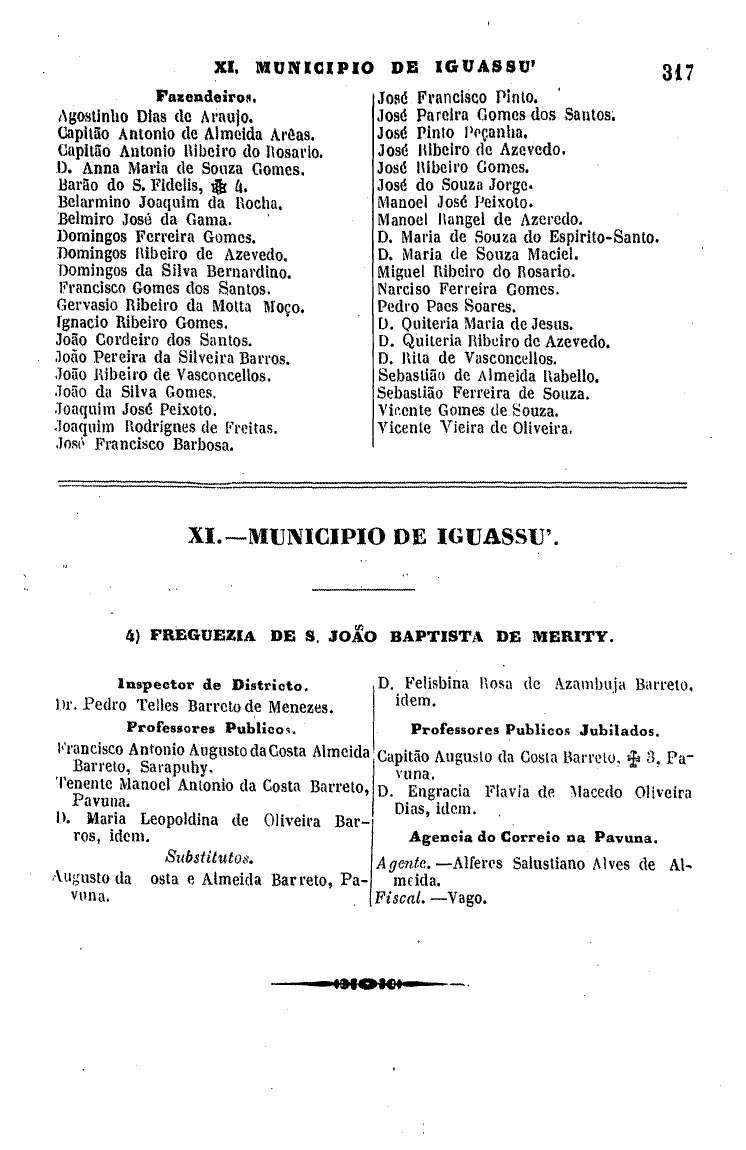 XI. MUNICIPIO DE IGUASSU'
317
Fazendeiros.
Agostinho Dias de Araujo.
Capitão Antonio de Almeida Arêas.
Capitão Antonio Ribeiro do Rosario.
D. Anna Maria de Souza Gomes.
Barão do S. Fidelis, 4.
Belarmino Joaquim da Rocha.
Belmiro José da Gama.
Domingos Ferreira Gomes.
Domingos Ribeiro de Azevedo.
Domingos da Silva Bernardino.
Francisco Gomes dos Santos.
Gervasio Ribeiro da Motta Moço.
Ignacio Ribeiro Gomes.
João Cordeiro dos Santos.
João Pereira da Silveira Barros.
João Ribeiro de Vasconcellos.
João da Silva Gomes.
Joaquim José Peixoto.
Joaquim Rodrignes de Freitas.
José Francisco Barbosa.
José Francisco Pinto.
José Pareira Gomes dos Santos.
José Pinto Pęçanha.
José Ribeiro de Azevedo.
José Ribeiro Gomes.
José do Souza Jorge.
Manoel José Peixoto.
Manoel Rangel de Azeredo.
D. Maria de Souza do Espirito-Santo.
D. Maria de Souza Maciel.
Miguel Ribeiro do Rosario.
Narciso Ferreira Gomes.
Pedro Paes Soares.
D. Quiteria Maria de Jesus.
D. Quiteria Ribeiro de Azevedo.
D. Rita de Vasconcellos.
Sebastião de Almeida Rabello.
Sebastião Ferreira de Souza.
Vicente Gomes de Souza.
Vicente Vieira de Oliveira.
XI.—MUNICIPIO DE IGUASSU'.
4) FREGUEZIA DE S. JOÃO BAPTISTA DE MERITY.
Inspector de Districto.
Dr. Pedro Telles Barreto de Menezes.
Professores Publicos.
Francisco Antonio Augusto da Costa Almeida
Barreto, Sarapuhy.
Tenente Manoel Antonio da Costa Barreto,
Pavuna.
D. Maria Leopoldina de Oliveira Bar-
ros, idem.
Substitutos.
Augusto da osta e Almeida Barreto, Pa-
vuna.
D. Felisbina Rosa de Azambuja Barreto,
idem.
Professores Publicos Jubilados.
Capitão Augusto da Costa Barreto, 3, Pa-
vuna.
D. Engracia Flavia de Macedo Oliveira
Dias, idem.
Agencia do Correio na Pavuna.
Agente.—Alferes Salustiano Alves de Al-
meida.
Fiscal.—Vago.